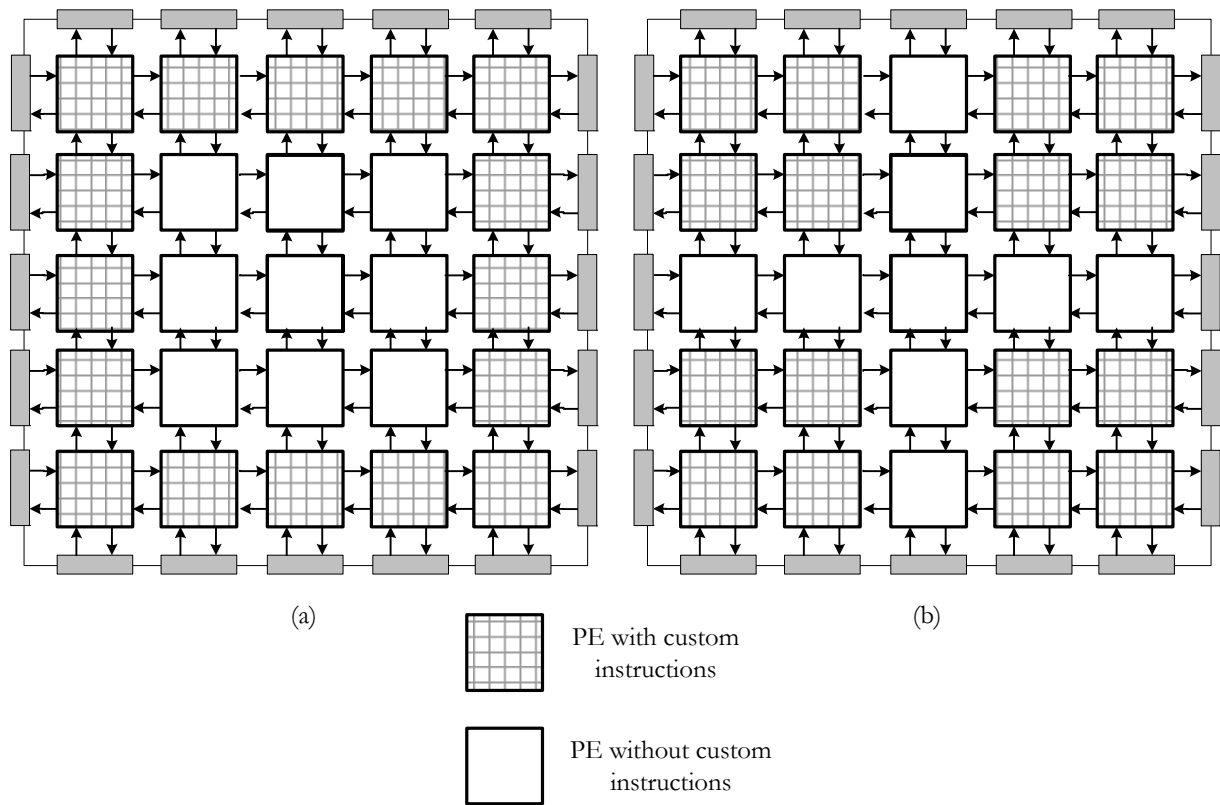 (a)
(b)
PE with custom
instructions
PE without custom
instructions